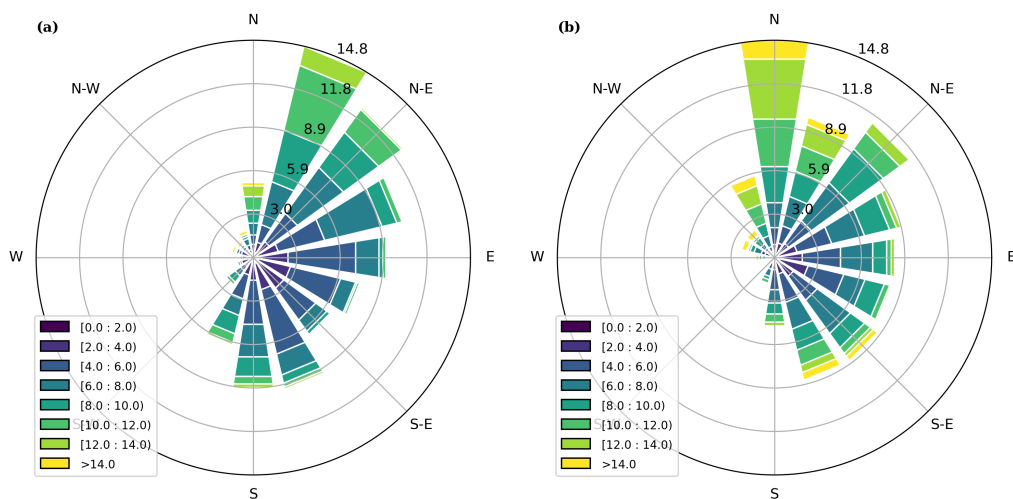 (a)
N
14.8
N-W
11.8
N-E
8.9
5.9
3.0
W
E
[0.0 : 2.0)
[2.0 : 4.0)
[4.0 : 6.0)
[6.0 : 8.0)
[8.0 : 10.0)
[10.0 : 12.0)
[12.0 : 14.0)
>14.0
S-W
S-E
S
(b)
N
14.8
N-W
11.8
N-E
8.9
5.9
3.0
W
E
[0.0 : 2.0)
[2.0 : 4.0)
[4.0 : 6.0)
[6.0 : 8.0)
[8.0 : 10.0)
[10.0 : 12.0)
[12.0 : 14.0)
>14.0
S-W
S-E
S